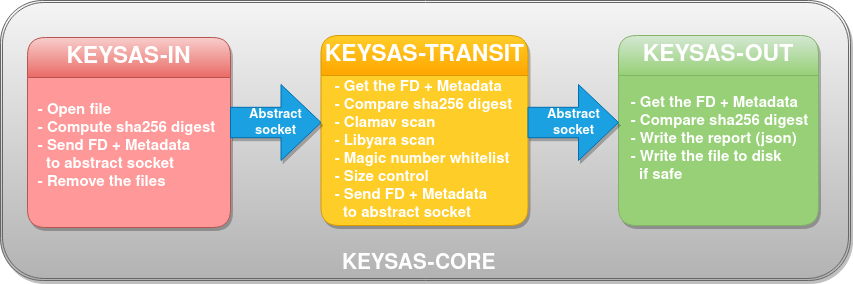 KEYSAS-IN
- Open file
- Compute sha256 digest
- Send FD + Metadata
to abstract socket
- Remove the files
Abstract
socket
KEYSAS-TRANSIT
- Get the FD + Metadata
- Compare sha256 digest
- Clamav scan
- Libyara scan
- Magic number whitelist
- Size control
- Send FD + Metadata
to abstract socket
Abstract
socket
KEYSAS-OUT
- Get the FD + Metadata
- Compare sha256 digest
- Write the report (json)
- Write the file to disk
if safe
KEYSAS-CORE